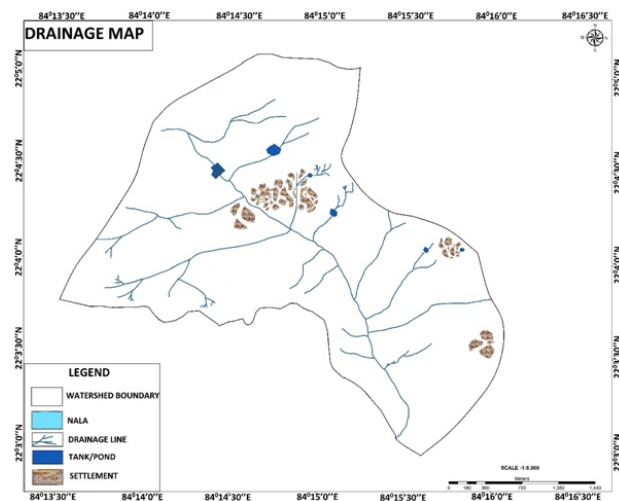 84°13'30''E 84°14'0''E 84°14'30''E 84°15'0''E 84°15'30''E 84°16'0''E 84°16'30''E
DRAINAGE MAP
N
22°5'0''N
22°5'0''N
22°4'30''N
22°4'30''N
22°4'0''N
22°4'0''N
22°3'30''N
22°3'30''N
22°3'0''N
22°3'0''N
LEGEND
WATERSHED BOUNDARY
NALA
DRAINAGE LINE
TANK/POND
SETTLEMENT
Meters
84°13'30''E 84°14'0''E 84°14'30''E 84°15'0''E 84°15'30''E 84°16'0''E 84°16'30''E